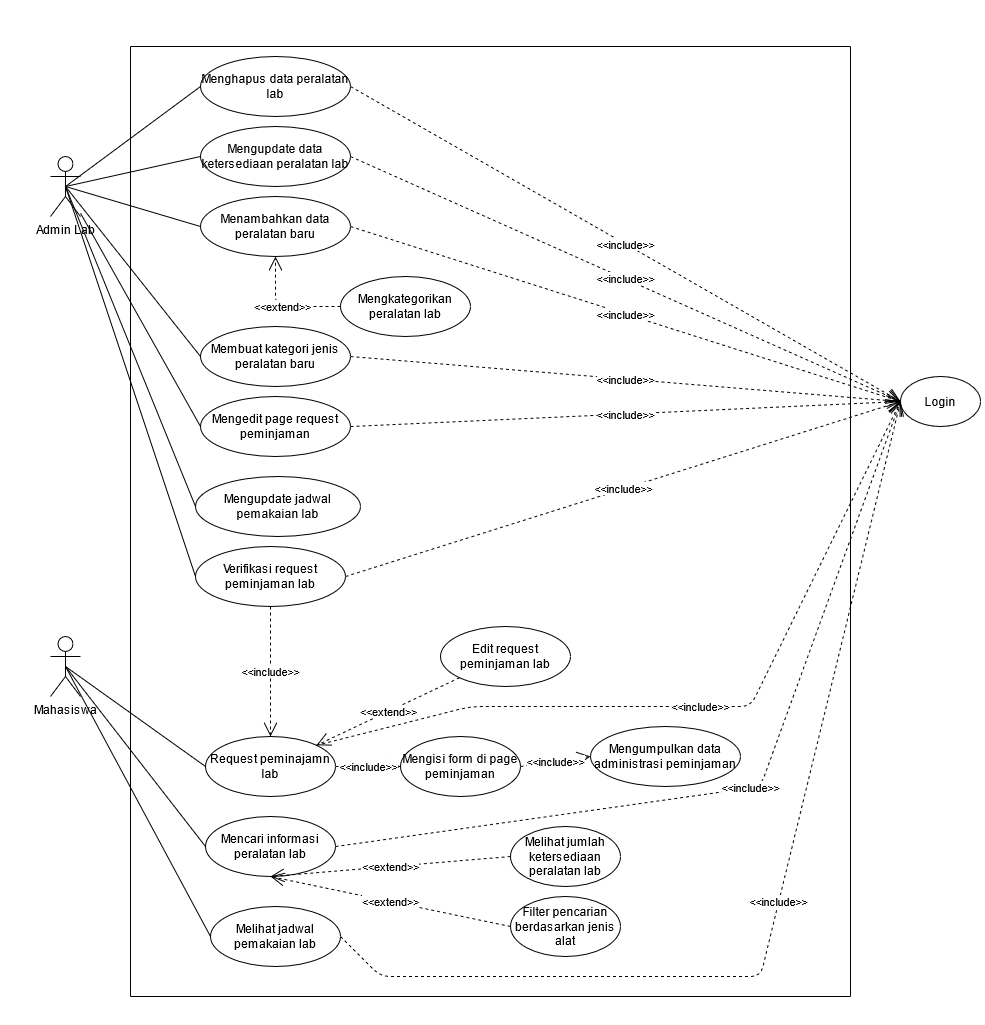 Menghapus data peralatan
lab
Mengupdate data
ketersediaan peralatan lab
Admin Lab
Menambahkan data
peralatan baru
<<include>>
<<include>>
<<include>>
Mengkategorikan
peralatan lab
<<extend>>
Membuat kategori jenis
peralatan baru
<<include>>
Login
Mengedit page request
peminjaman
<<include>>
Mengupdate jadwal
pemakaian lab
<<include>>
Verifikasi request
peminjaman lab
Edit request
peminjaman lab
<<include>>
Mahasiswa
<<extend>>
<<include>>
Request peminajamn
lab
<<include>>
Mengisi form di page
peminjaman
<<include>>
Mengumpulkan data
administrasi peminjaman
<<include>>
Mencari informasi
peralatan lab
Melihat jumlah
ketersediaan
peralatan lab
<<extend>>
<<extend>>
<<include>>
Filter pencarian
berdasarkan jenis
alat
Melihat jadwal
pemakaian lab